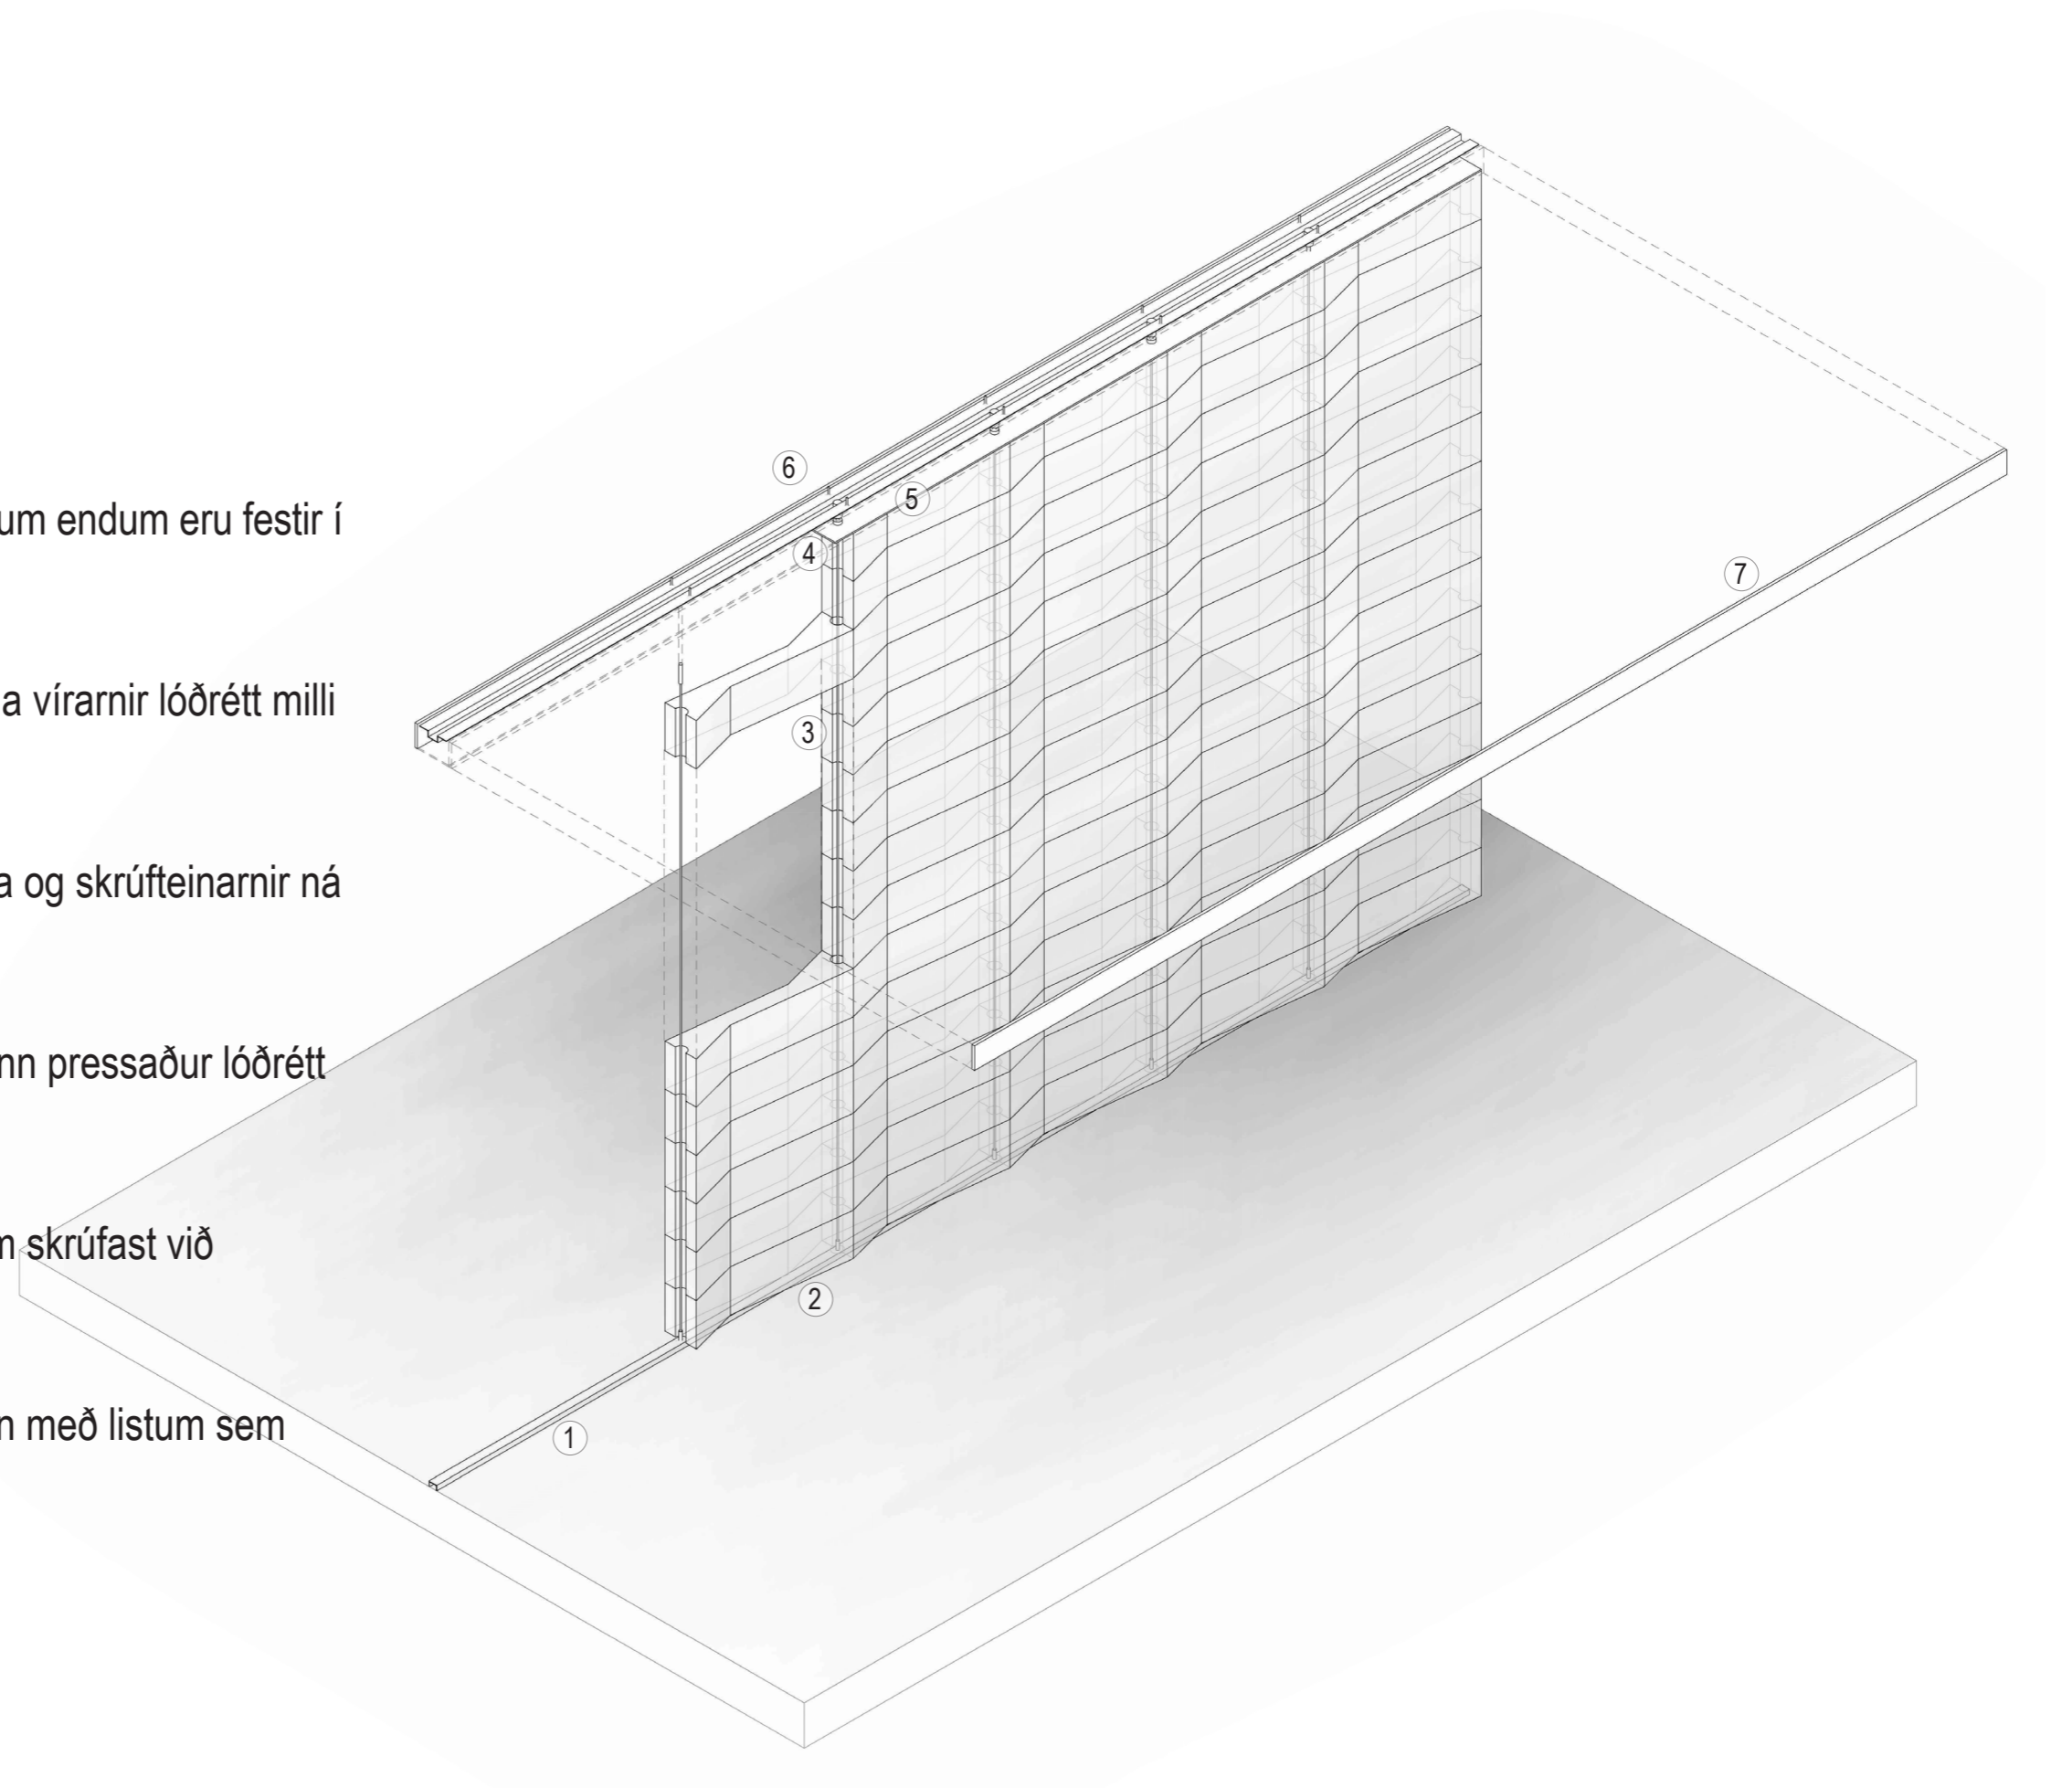 um endum eru festir í
a vírarnir lóðrétt milli
a og skrúfteinarnir ná
nn pressaður lóðrétt
skrúfast við
með listum sem
6
5
4
7
3
2
1